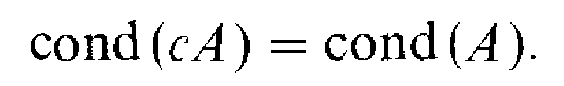 cond (cA) = cond (A).